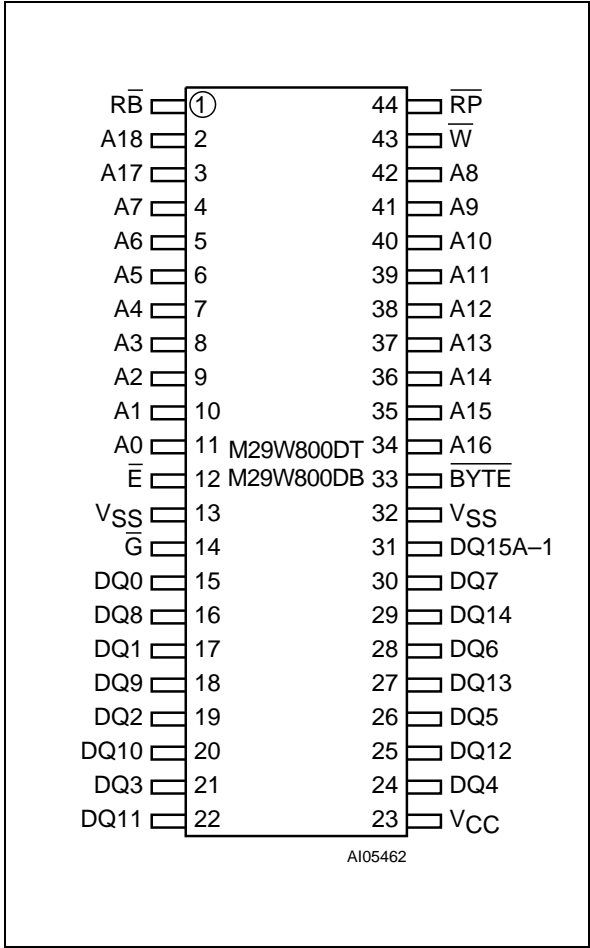 RB̅ 1 44 R̅P̅
A18 2 43 W̅
A17 3 42 A8
A7 4 41 A9
A6 5 40 A10
A5 6 39 A11
A4 7 38 A12
A3 8 37 A13
A2 9 36 A14
A1 10 35 A15
A0 11 M29W800DT 34 A16
E̅ 12 M29W800DB 33 B̅Y̅T̅E̅
VSS 13 32 VSS
G̅ 14 31 DQ15A–1
DQ0 15 30 DQ7
DQ8 16 29 DQ14
DQ1 17 28 DQ6
DQ9 18 27 DQ13
DQ2 19 26 DQ5
DQ10 20 25 DQ12
DQ3 21 24 DQ4
DQ11 22 23 VCC
AI05462